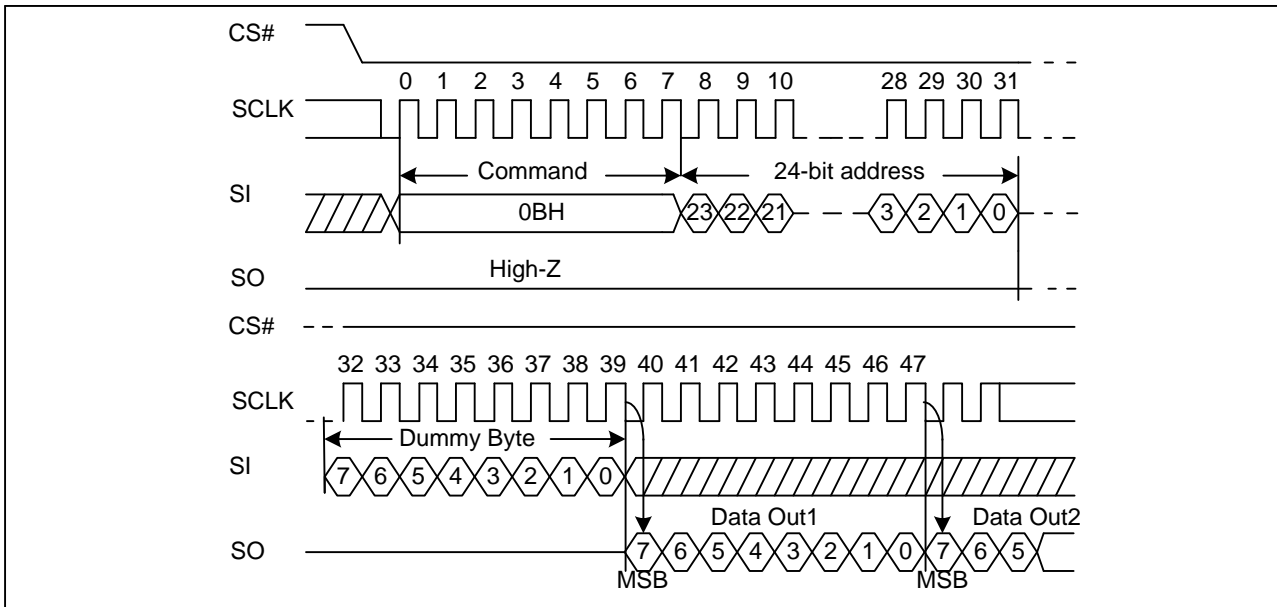 CS#
0 1 2 3 4 5 6 7 8 9 10 28 29 30 31
SCLK
Command 24-bit address
SI
0BH 23 22 21 3 2 1 0
High-Z
SO
CS#
32 33 34 35 36 37 38 39 40 41 42 43 44 45 46 47
SCLK
Dummy Byte
SI 7 6 5 4 3 2 1 0
Data Out1 Data Out2
SO 7 6 5 4 3 2 1 0 7 6 5
MSB MSB